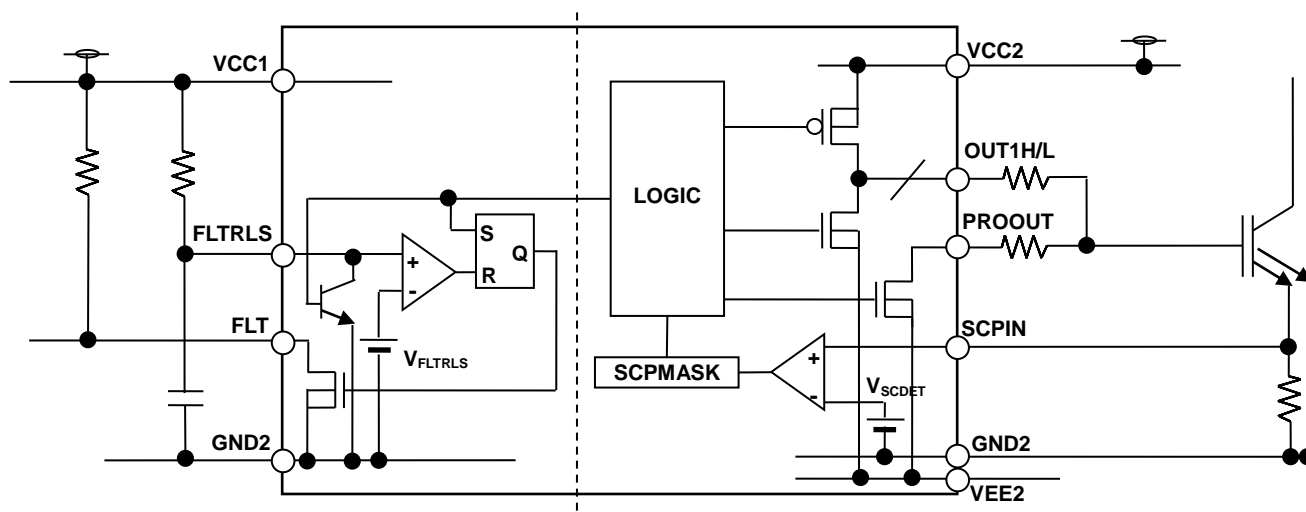 VCC1
VCC2
OUT1H/L
LOGIC
PROOUT
FLTRLS
S
Q
R
+
-
FLT
SCPIN
VFLTRLS
SCPMASK
+
-
VSCDET
GND2
GND2
VEE2